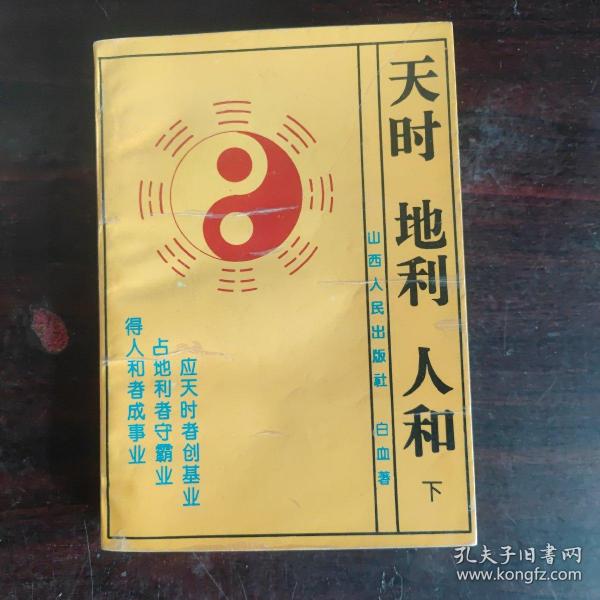 天时 地利 人和 下
山西人民出版社 白血著
应天时者创基业
占地利者守霸业
得人和者成事业
孔夫子旧书网
www.kongfz.com